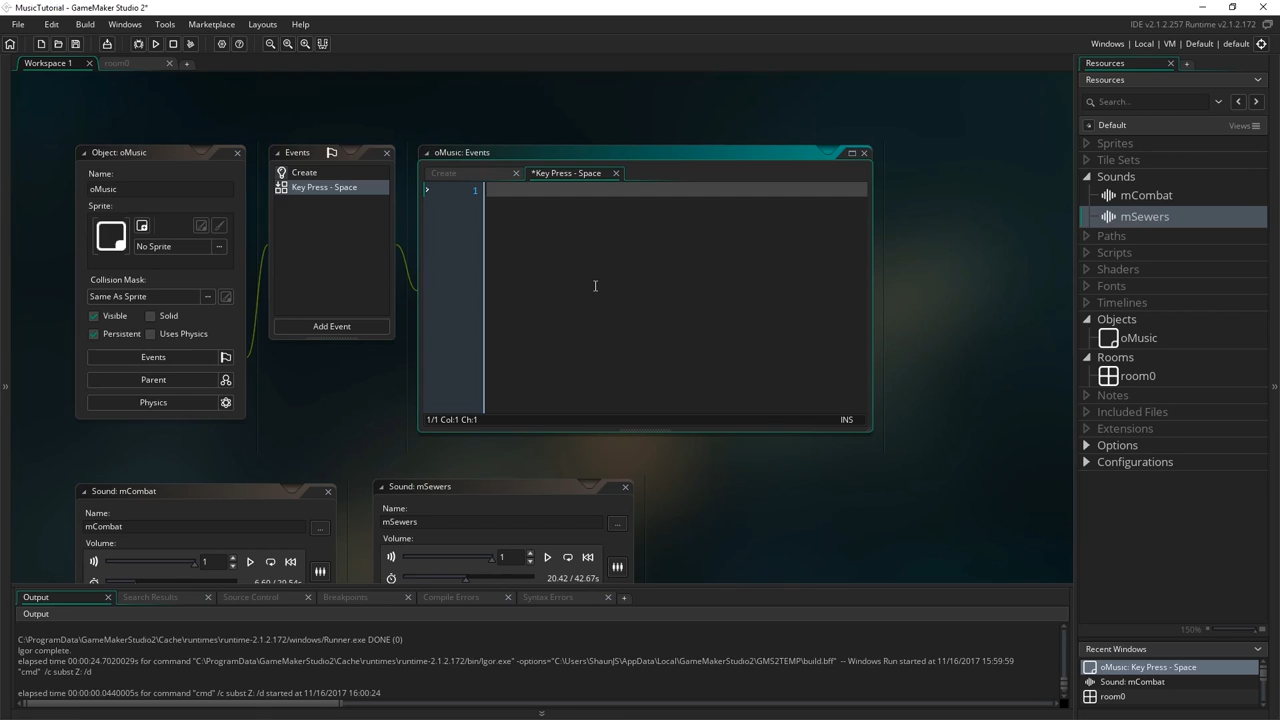 MusicTutorial - GameMaker Studio 2*
File Edit Build Windows Tools Marketplace Layouts Help
IDE v2.1.2.257 Runtime v2.1.2.172
Windows | Local | VM | Default | default
Workspace 1
room0
Resources
Resources
Search...
Default
Views
Sprites
Tile Sets
Sounds
mCombat
mSewers
Paths
Scripts
Shaders
Fonts
Timelines
Objects
oMusic
Rooms
room0
Notes
Included Files
Extensions
Options
Configurations
150%
Recent Windows
oMusic: Key Press - Space
Sound: mCombat
room0
Object: oMusic
Name:
oMusic
Sprite:
No Sprite
Collision Mask:
Same As Sprite
Visible
Solid
Persistent
Uses Physics
Events
Parent
Physics
Events
Create
Key Press - Space
Add Event
oMusic: Events
Create
*Key Press - Space
1
1/1 Col:1 Ch:1
INS
Sound: mCombat
Name:
mCombat
Volume:
1
6.60 / 29.54s
Sound: mSewers
Name:
mSewers
Volume:
1
20.42 / 42.67s
Output
Search Results
Source Control
Breakpoints
Compile Errors
Syntax Errors
Output
C:\ProgramData\GameMakerStudio2\Cache\runtimes\runtime-2.1.2.172/windows/Runner.exe DONE (0)
Igor complete.
elapsed time 00:00:24.7020029s for command "C:\ProgramData\GameMakerStudio2\Cache\runtimes\runtime-2.1.2.172/bin/Igor.exe" -options="C:\Users\ShaunJS\AppData\Local\GameMakerStudio2\GMS2TEMP\build.bff" -- Windows Run started at 11/16/2017 15:59:59
"cmd" /c subst Z: /d
elapsed time 00:00:00.0440005s for command "cmd" /c subst Z: /d started at 11/16/2017 16:00:24